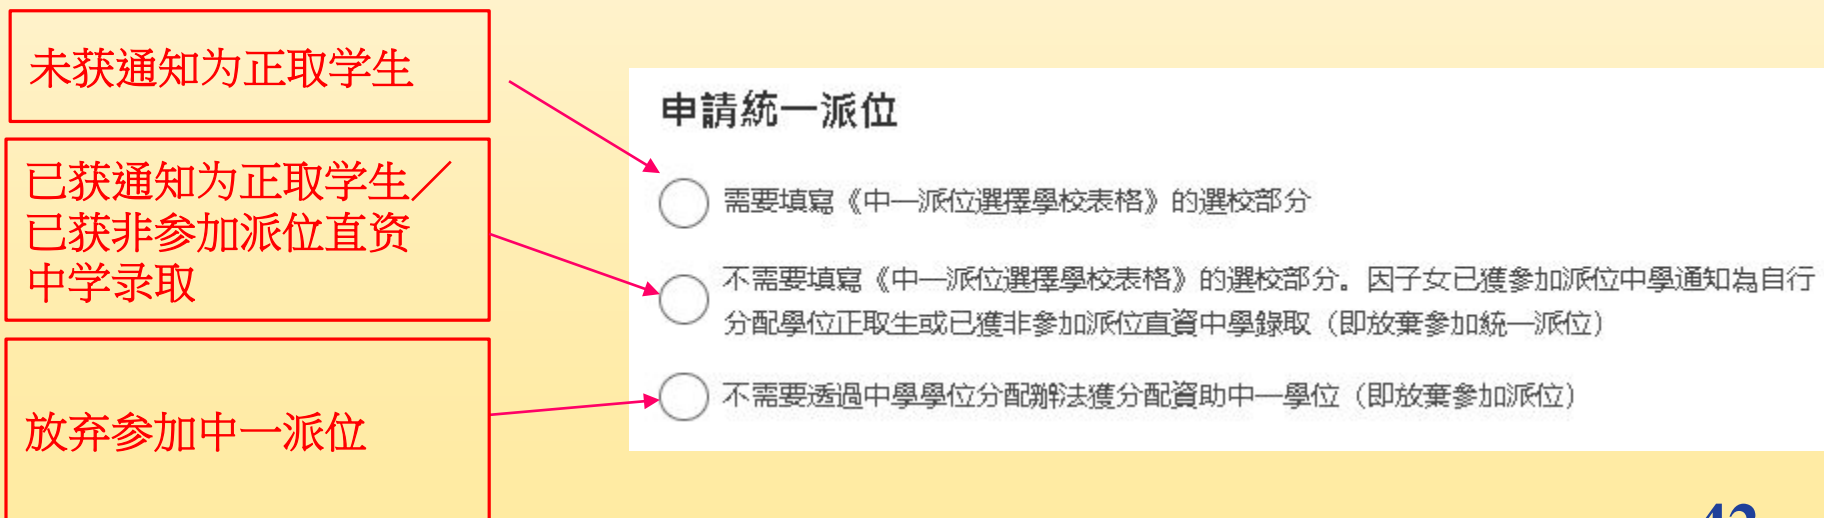 未获通知为正取学生
已获通知为正取学生／
已获非参加派位直资
中学录取
放弃参加中一派位
申請統一派位
需要填寫《中一派位選擇學校表格》的選校部分
不需要填寫《中一派位選擇學校表格》的選校部分。因子女已獲參加派位中學通知為自行
分配學位正取生或已獲非參加派位直資中學錄取（即放棄參加統一派位）
不需要透過中學學位分配辦法獲分配資助中一學位（即放棄參加派位）